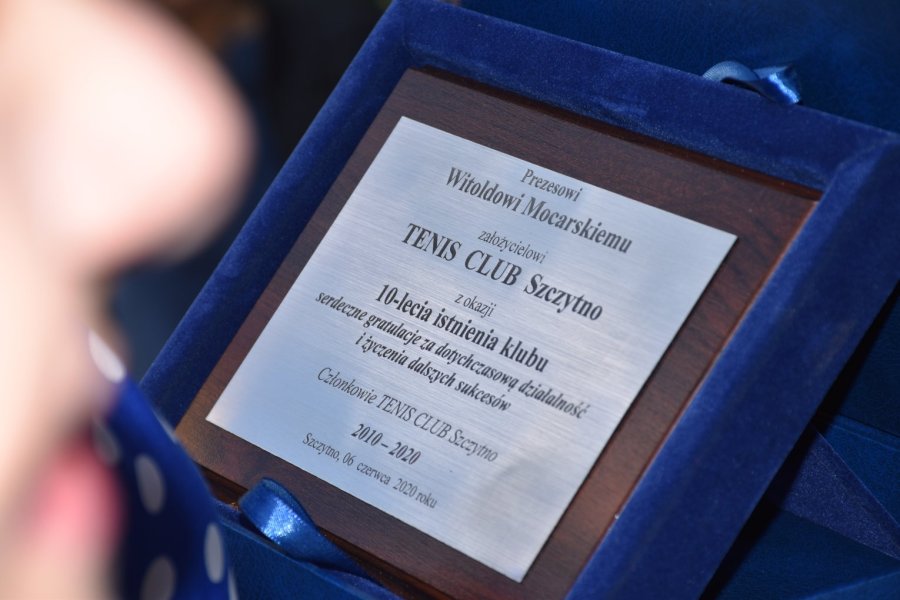 Prezesowi
Witoldowi Mocarskiemu
założycielowi
TENIS CLUB Szczytno
z okazji
10-lecia istnienia klubu
serdeczne gratulacje za dotychczasową działalność
i życzenia dalszych sukcesów
Członkowie TENIS CLUB Szczytno
2010 – 2020
Szczytno, 06 czerwca 2020 roku